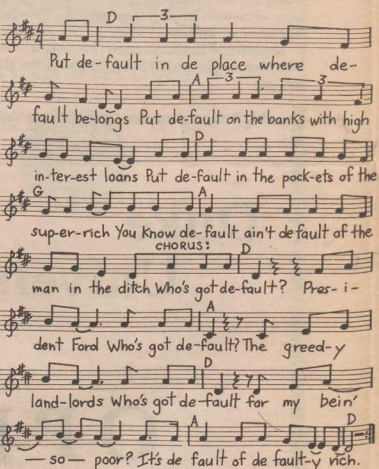 D 3
4 4
Put de-fault in de place where de-
A 3 3
fault be-longs Put de-fault on the banks with high
D
in-ter-est loans Put de-fault in the pock-ets of the
G A
sup-er-rich You Know de-fault ain't de fault of the
CHORUS: D
man in the ditch Who's got de-fault? Pres-i-
A
dent Ford Who's got de-fault? The greed-y
D
land-lords Who's got de-fault for my bein'
A D
— so — poor? It's de fault of de fault-y rich.